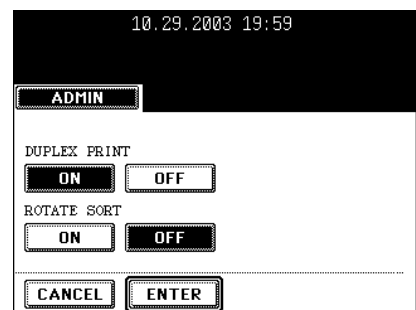 10.29.2003 19:59
ADMIN
DUPLEX PRINT
ON OFF
ROTATE SORT
ON OFF
CANCEL ENTER